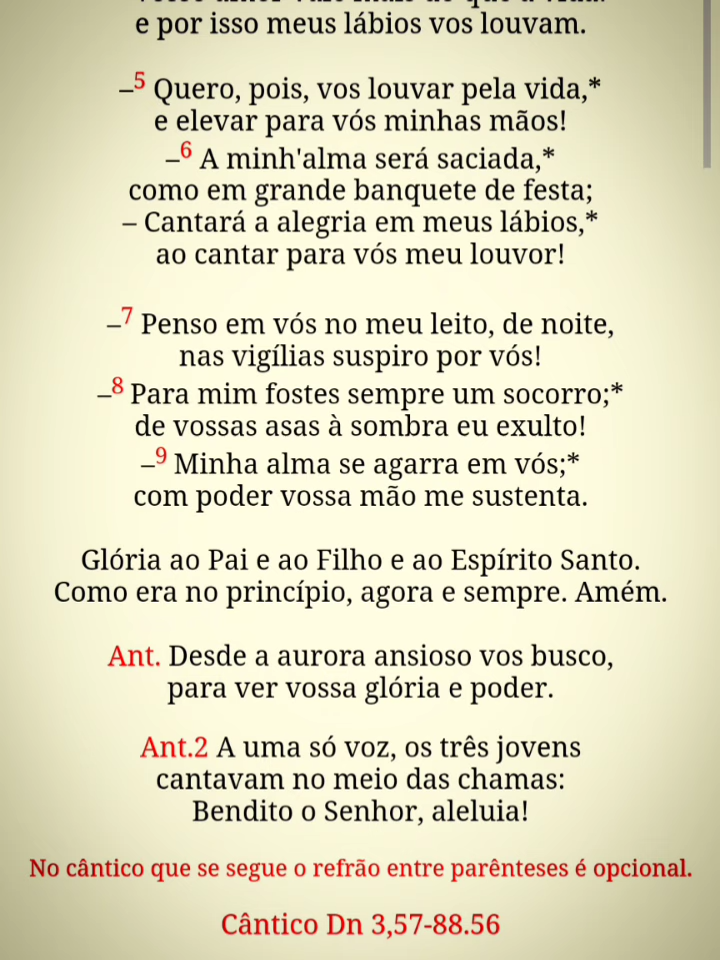 e por isso meus lábios vos louvam.
–5 Quero, pois, vos louvar pela vida,*
e elevar para vós minhas mãos!
–6 A minh'alma será saciada,*
como em grande banquete de festa;
– Cantará a alegria em meus lábios,*
ao cantar para vós meu louvor!
–7 Penso em vós no meu leito, de noite,
nas vigílias suspiro por vós!
–8 Para mim fostes sempre um socorro;*
de vossas asas à sombra eu exulto!
–9 Minha alma se agarra em vós;*
com poder vossa mão me sustenta.
Glória ao Pai e ao Filho e ao Espírito Santo.
Como era no princípio, agora e sempre. Amém.
Ant. Desde a aurora ansioso vos busco,
para ver vossa glória e poder.
Ant.2 A uma só voz, os três jovens
cantavam no meio das chamas:
Bendito o Senhor, aleluia!
No cântico que se segue o refrão entre parênteses é opcional.
Cântico Dn 3,57-88.56